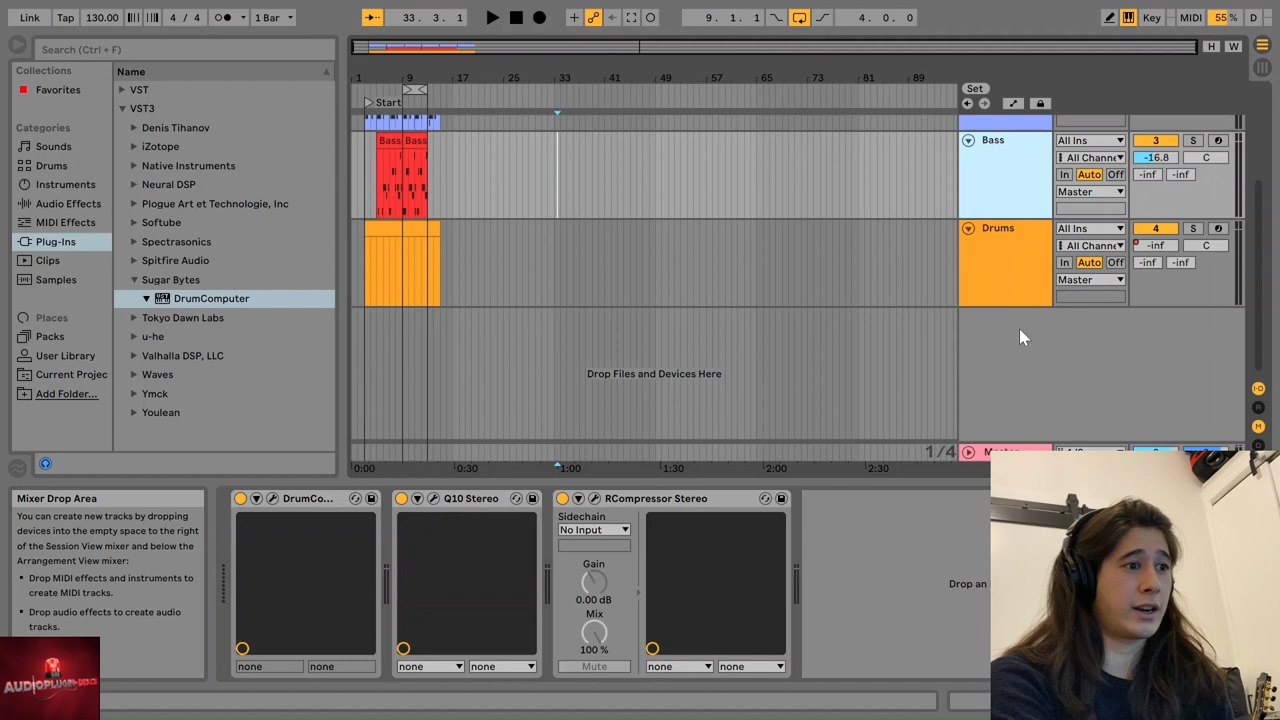 Link
Tap
130.00
4 / 4
1 Bar
33. 3. 1
9. 1. 1
4. 0. 0
Key
MIDI
55 %
D
Search (Ctrl + F)
H
W
Collections
Favorites
Categories
Sounds
Drums
Instruments
Audio Effects
MIDI Effects
Plug-Ins
Clips
Samples
Places
Packs
User Library
Current Projec
Add Folder...
Name
VST
VST3
Denis Tihanov
iZotope
Native Instruments
Neural DSP
Plogue Art et Technologie, Inc
Softube
Spectrasonics
Spitfire Audio
Sugar Bytes
DrumComputer
Tokyo Dawn Labs
u-he
Valhalla DSP, LLC
Waves
Ymck
Youlean
1 9 17 25 33 41 49 57 65 73 81 89
Set
Start
Bass Bass
Bass
All Ins
3
S
All Channe
-16.8
C
In Auto Off
-inf -inf
Master
Drums
All Ins
4
S
All Channe
-inf
C
In Auto Off
-inf -inf
Master
Drop Files and Devices Here
1/4
0:00 0:30 1:00 1:30 2:00 2:30
I·O
R
M
D
Mixer Drop Area
You can create new tracks by dropping
devices into the empty space to the
right of the Session View mixer and below the
Arrangement View mixer:
Drop MIDI effects and instruments to
create MIDI tracks.
Drop audio effects to create audio
tracks.
DrumCo...
none none
Q10 Stereo
none none
RCompressor Stereo
Sidechain
No Input
Gain
0.00 dB
Mix
100 %
Mute
none none
Drop an